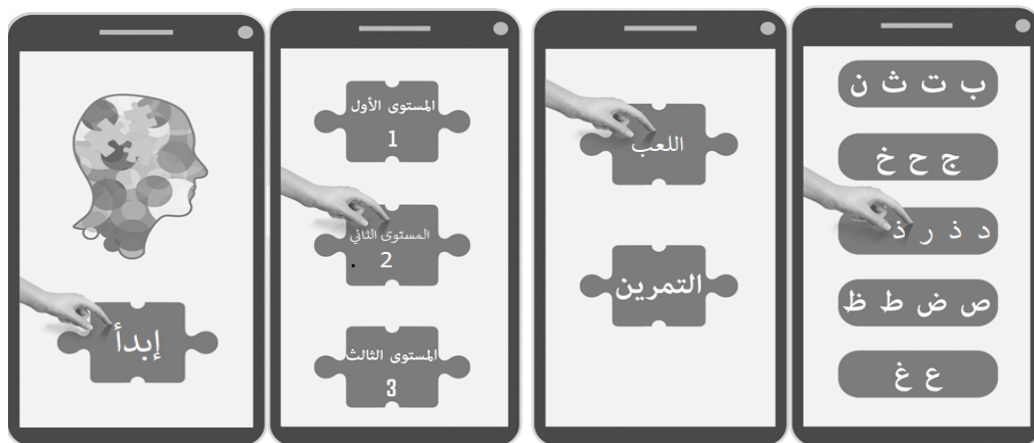 إبدأ
المستوى الأول
1
المستوى الثاني
2
المستوى الثالث
3
اللعب
التمرين
ب ت ث ن
ج ح خ
د ذ ر ذ
ص ض ط ظ
ع غ